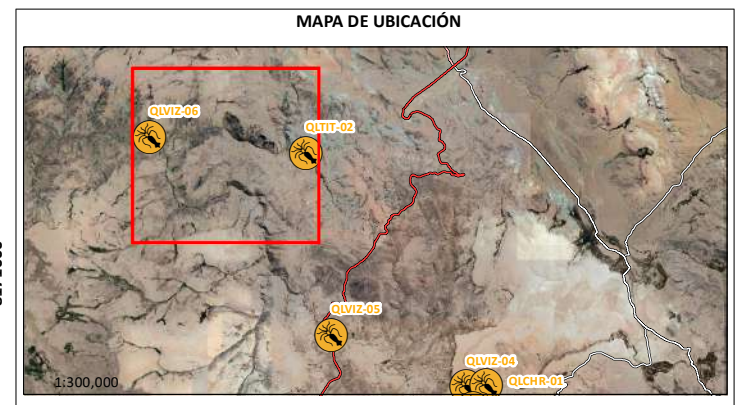 MAPA DE UBICACIÓN
QLVIZ-06
QLTIT-02
QLVIZ-05
QLVIZ-04
QLCHR-01
1:300,000